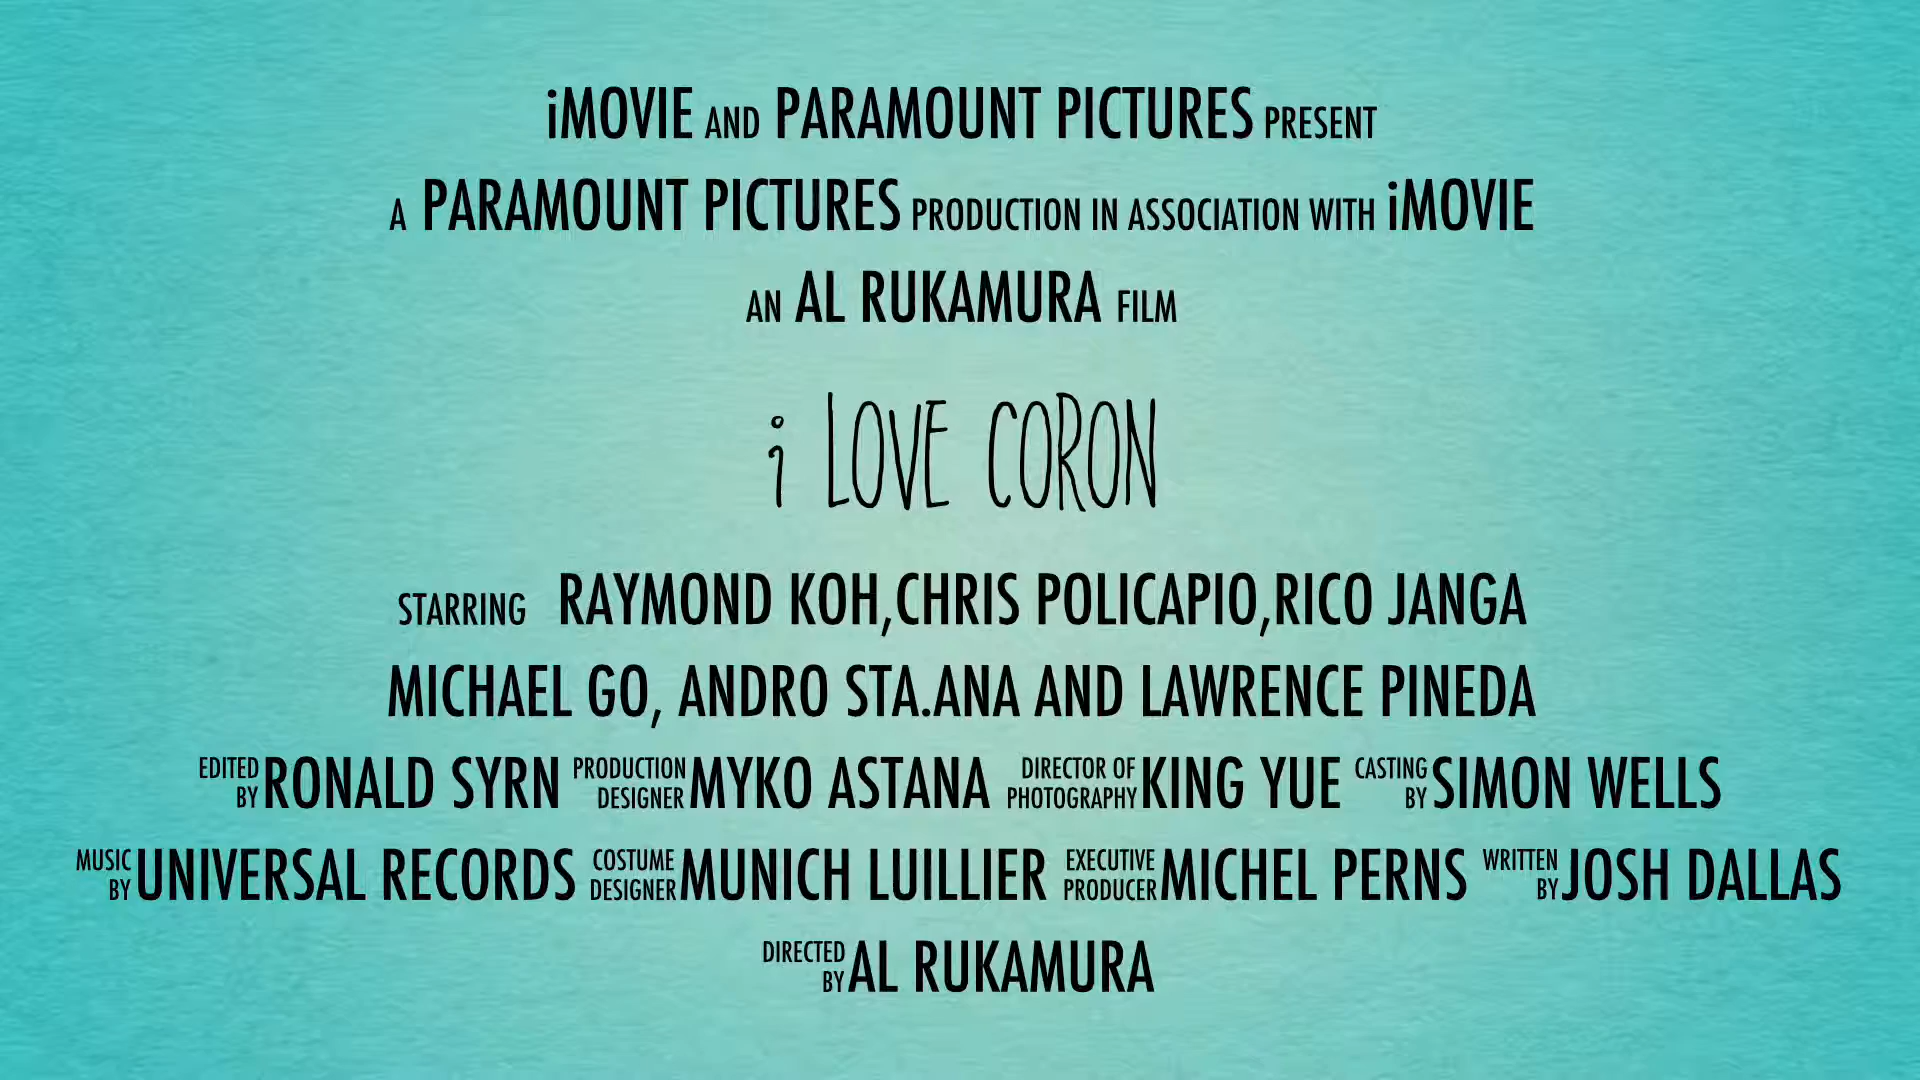 iMOVIE AND PARAMOUNT PICTURES PRESENT
A PARAMOUNT PICTURES PRODUCTION IN ASSOCIATION WITH iMOVIE
AN AL RUKAMURA FILM
i LOVE CORON
STARRING RAYMOND KOH,CHRIS POLICAPIO,RICO JANGA
MICHAEL GO, ANDRO STA.ANA AND LAWRENCE PINEDA
EDITED BY RONALD SYRN PRODUCTION DESIGNER MYKO ASTANA DIRECTOR OF PHOTOGRAPHY KING YUE CASTING BY SIMON WELLS
MUSIC BY UNIVERSAL RECORDS COSTUME DESIGNER MUNICH LUILLIER EXECUTIVE PRODUCER MICHEL PERNS WRITTEN BY JOSH DALLAS
DIRECTED BY AL RUKAMURA